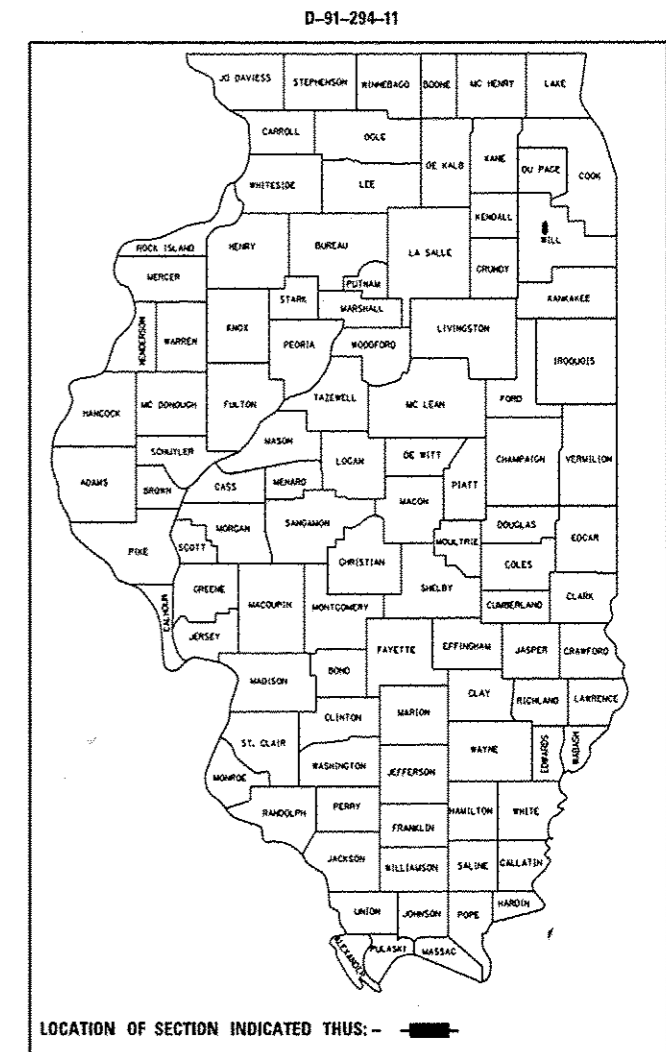 D-91-294-11
JO DAVIESS STEPHENSON WINNEBAGO BOONE MC HENRY LAKE
CARROLL OGLE DE KALB KANE DU PAGE COOK
WHITESIDE LEE KENDALL WILL
ROCK ISLAND HENRY BUREAU LA SALLE GRUNDY
MERCER STARK PUTNAM MARSHALL KANKAKEE
HENDERSON WARREN KNOX PEORIA WOODFORD LIVINGSTON IROQUOIS
HANCOCK MC DONOUGH FULTON TAZEWELL MC LEAN FORD
SCHUYLER MASON LOGAN DE WITT CHAMPAIGN VERMILION
ADAMS BROWN CASS MENARD MACON PIATT
PIKE SCOTT MORGAN SANGAMON CHRISTIAN MOULTRIE DOUGLAS EDGAR
COLES
CALHOUN GREENE MACOUPIN MONTGOMERY SHELBY CUMBERLAND CLARK
JERSEY FAYETTE EFFINGHAM JASPER CRAWFORD
MADISON BOND CLAY RICHLAND LAWRENCE
CLINTON MARION
ST. CLAIR WAYNE EDWARDS WABASH
MONROE WASHINGTON JEFFERSON
RANDOLPH PERRY HAMILTON WHITE
FRANKLIN
JACKSON WILLIAMSON SALINE GALLATIN
UNION JOHNSON POPE HARDIN
ALEXANDER PULASKI MASSAC
LOCATION OF SECTION INDICATED THUS: -